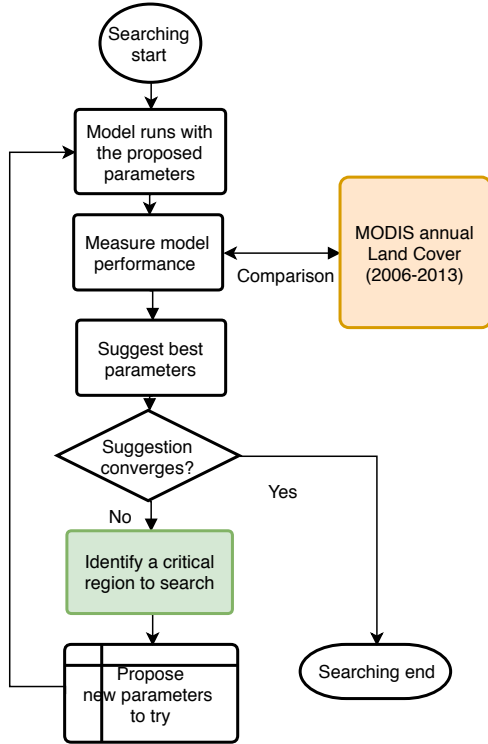 Searching
start
Model runs with
the proposed
parameters
Measure model
performance
Comparison
MODIS annual
Land Cover
(2006-2013)
Suggest best
parameters
Suggestion
converges?
Yes
No
Identify a critical
region to search
Propose
new parameters
to try
Searching end